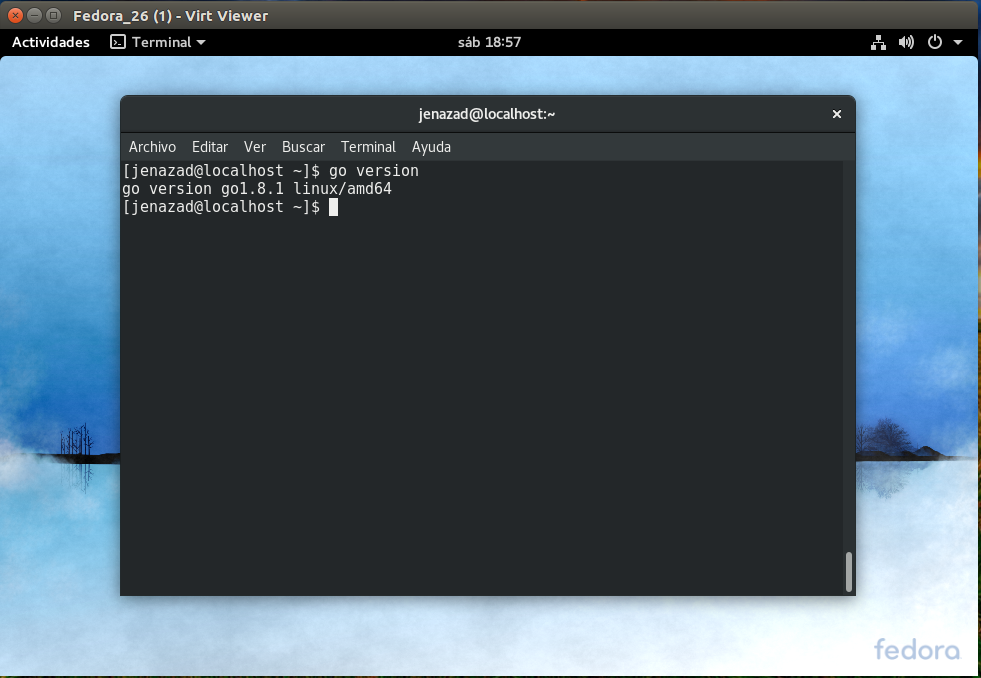 Fedora_26 (1) - Virt Viewer
Actividades Terminal sáb 18:57
jenazad@localhost:~
Archivo Editar Ver Buscar Terminal Ayuda
[jenazad@localhost ~]$ go version
go version go1.8.1 linux/amd64
[jenazad@localhost ~]$
fedora